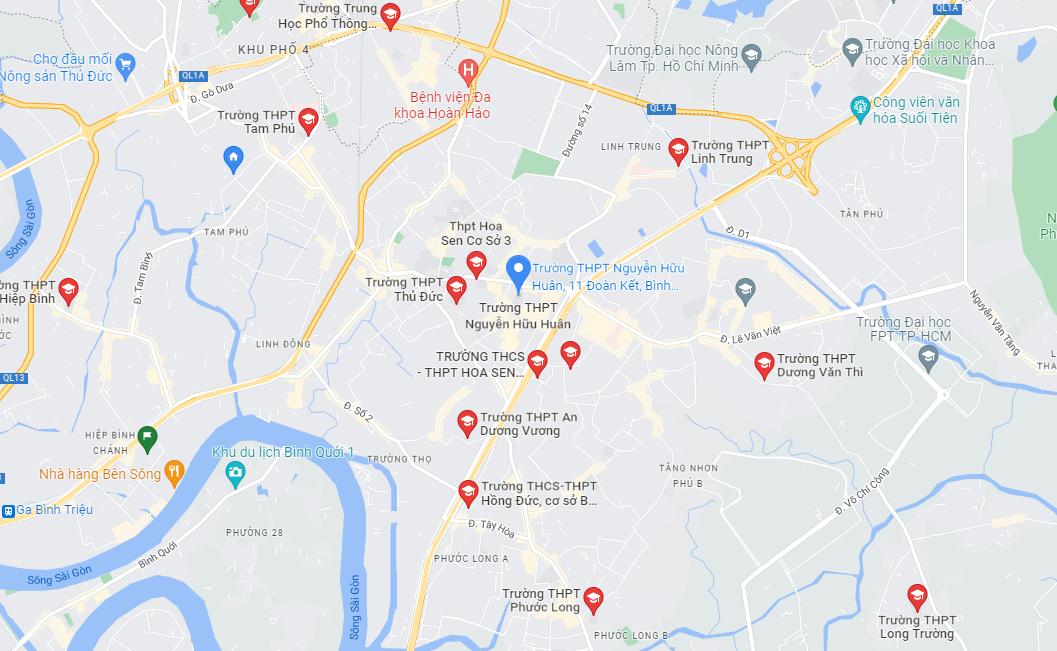 Trường Trung
Học Phổ Thông...
QL1A
KHU PHỐ 4
Chợ đầu mối
Nông sản Thủ Đức
QL1A
Đ. Gò Dưa
Trường Đại học Nông
Lâm Tp. Hồ Chí Minh
Trường Đại học Khoa
học Xã hội và Nhân...
Bệnh viện Đa
khoa Hoàn Hảo
QL1A
Công viên văn
hóa Suối Tiên
Trường THPT
Tam Phú
Đường số 14
LINH TRUNG
Trường THPT
Linh Trung
Sông Sài Gòn
TAM PHÚ
Thpt Hoa
Sen Cơ Sở 3
TÂN PHÚ
Đ. D1
Đ. Tam Bình
Trường THPT Nguyễn Hữu
Huân, 11 Đoàn Kết, Bình...
Trường THPT
Thủ Đức
Trường THPT
Nguyễn Hữu Huân
Hiệp Bình
Nguyễn Văn Tăng
Trường Đại học
FPT TP. HCM
Đ. Lê Văn Việt
LINH ĐÔNG
TRƯỜNG THCS
- THPT HOA SEN...
Trường THPT
Dương Văn Thì
QL13
Đ. Số 2
Trường THPT An
Dương Vương
HIỆP BÌNH
CHÁNH
Khu du lịch Bình Quới 1
TRƯỜNG THỌ
Nhà hàng Bên Sông
TĂNG NHƠN
PHÚ B
Trường THCS-THPT
Hồng Đức, cơ sở B...
Đ. Võ Chí Công
Ga Bình Triệu
PHƯỜNG 28
Đ. Tây Hòa
Bình Quới
PHƯỚC LONG A
Sông Sài Gòn
Sông Sài Gòn
Trường THPT
Phước Long
Trường THPT
Long Trường
PHƯỚC LONG B